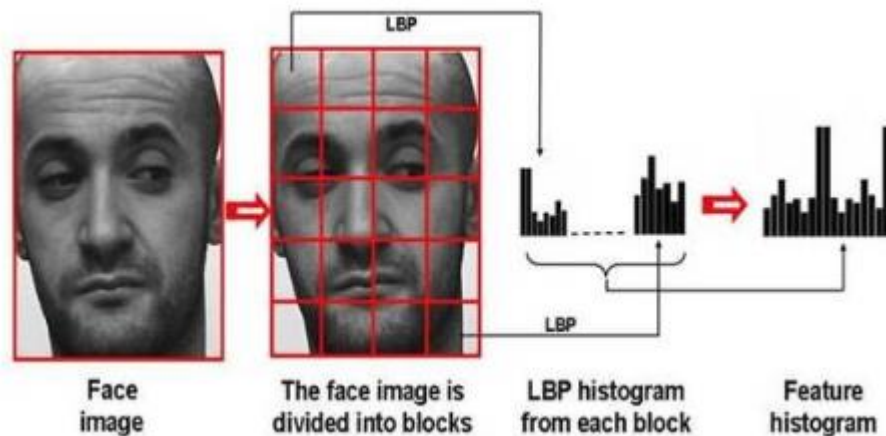 LBP
LBP
Face
image
The face image is
divided into blocks
LBP histogram
from each block
Feature
histogram